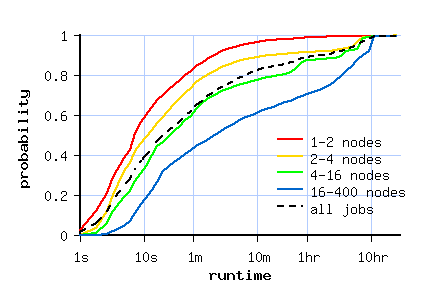 1
0.8
0.6
0.4
0.2
0
probability
1-2 nodes
2-4 nodes
4-16 nodes
16-400 nodes
all jobs
1s 10s 1m 10m 1hr 10hr
runtime